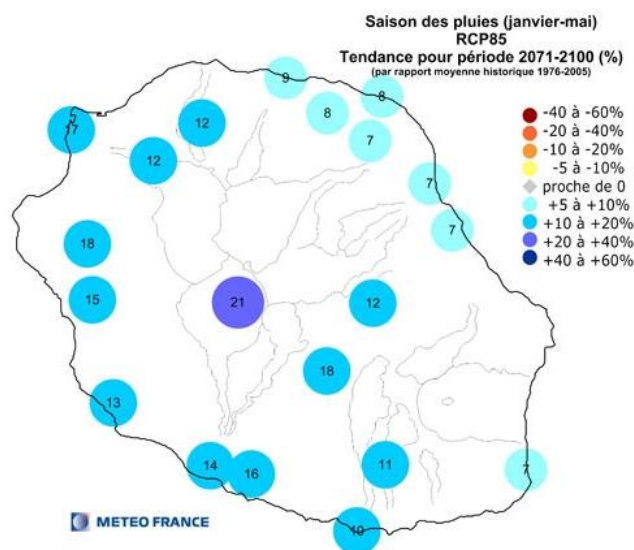 Saison des pluies (janvier-mai)
RCP85
Tendance pour période 2071-2100 (%)
(par rapport moyenne historique 1976-2005)
9
8
8
7
12
17
12
7
7
18
15
21
12
18
13
14
16
11
7
10
-40 à -60%
-20 à -40%
-10 à -20%
-5 à -10%
proche de 0
+5 à +10%
+10 à +20%
+20 à +40%
+40 à +60%
METEO FRANCE